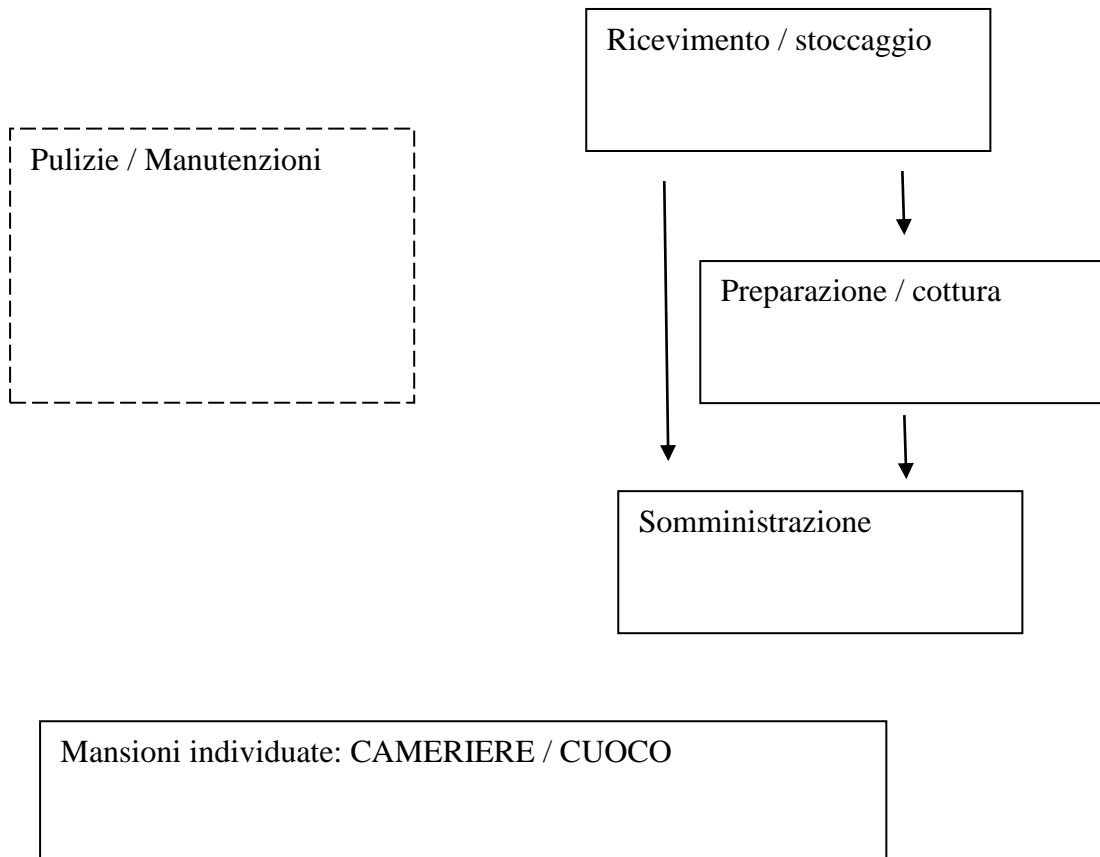 Ricevimento / stoccaggio
Pulizie / Manutenzioni
Preparazione / cottura
Somministrazione
Mansioni individuate: CAMERIERE / CUOCO